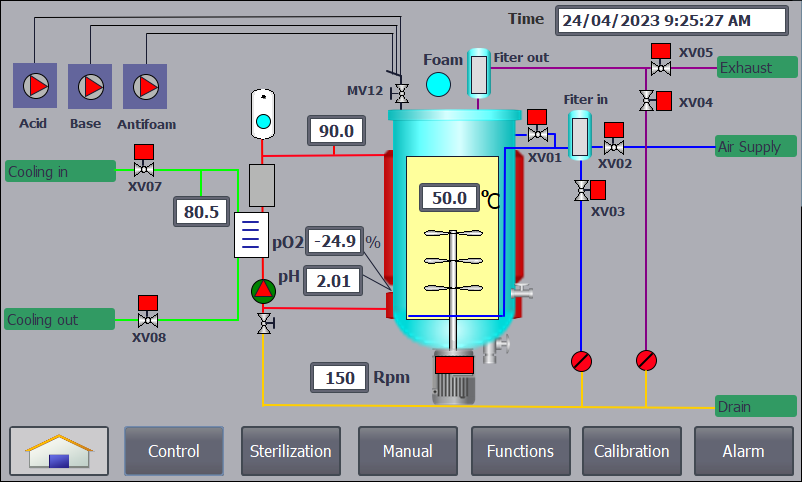 Time 24/04/2023 9:25:27 AM
XV05
Foam Fiter out
Exhaust
MV12
Fiter in XV04
Acid Base Antifoam
90.0
XV01 XV02 Air Supply
Cooling in
XV07
80.5
50.0 °C
XV03
pO2 -24.9 %
pH 2.01
Cooling out
XV08
150 Rpm
Drain
Control Sterilization Manual Functions Calibration Alarm